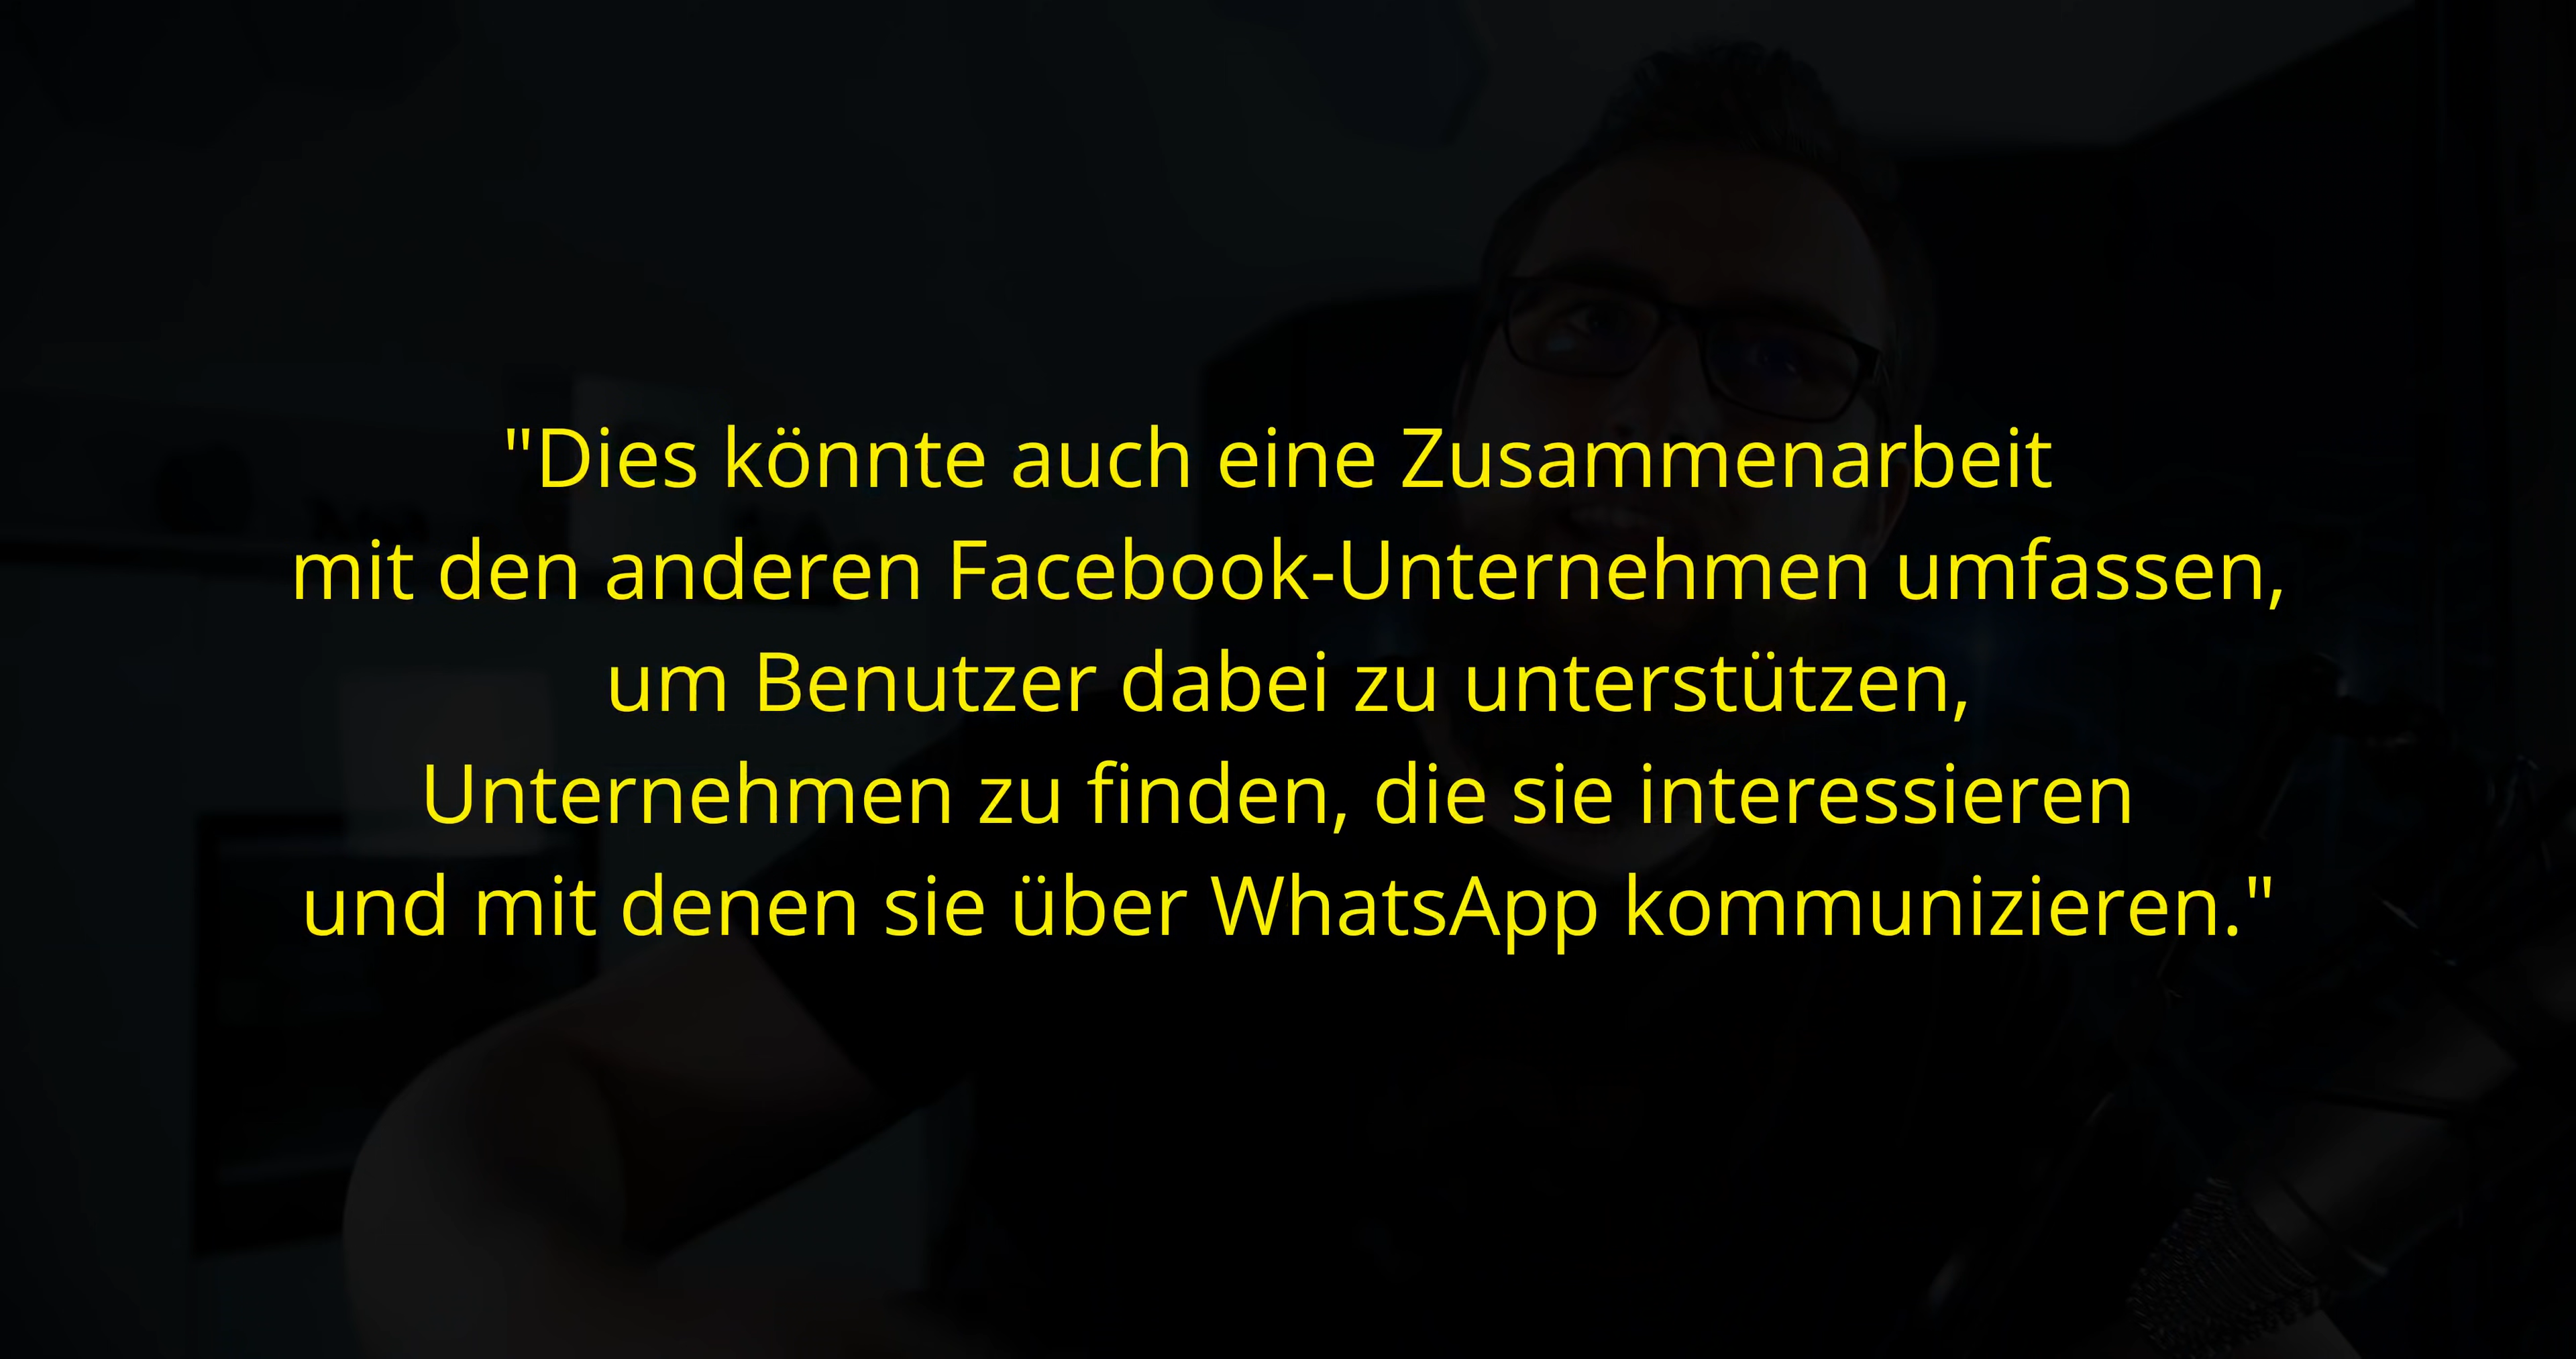 "Dies könnte auch eine Zusammenarbeit
mit den anderen Facebook-Unternehmen umfassen,
um Benutzer dabei zu unterstützen,
Unternehmen zu finden, die sie interessieren
und mit denen sie über WhatsApp kommunizieren."